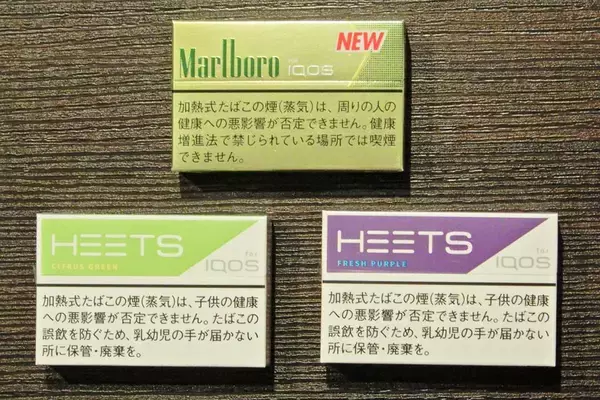 NEW
Marlboro for IQOS
加熱式たばこの煙(蒸気)は、周りの人の
健康への悪影響が否定できません。健康
増進法で禁じられている場所では喫煙
できません。
HEETS
CITRUS GREEN
for
IQOS
加熱式たばこの煙(蒸気)は、子供の健康
への悪影響が否定できません。たばこの
誤飲を防ぐため、乳幼児の手が届かない
所に保管・廃棄を。
HEETS
FRESH PURPLE
for
IQOS
加熱式たばこの煙(蒸気)は、子供の健康
への悪影響が否定できません。たばこの
誤飲を防ぐため、乳幼児の手が届かない
所に保管・廃棄を。